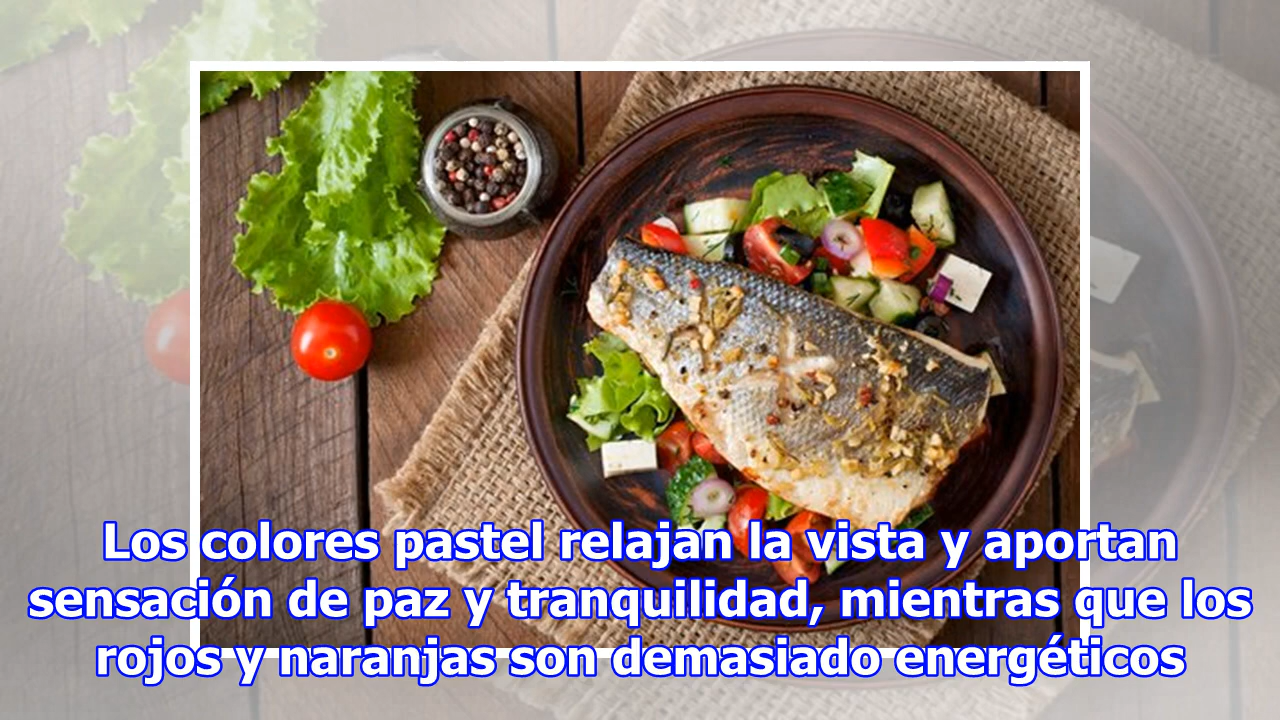 Los colores pastel relajan la vista y aportan
sensación de paz y tranquilidad, mientras que los
rojos y naranjas son demasiado energéticos